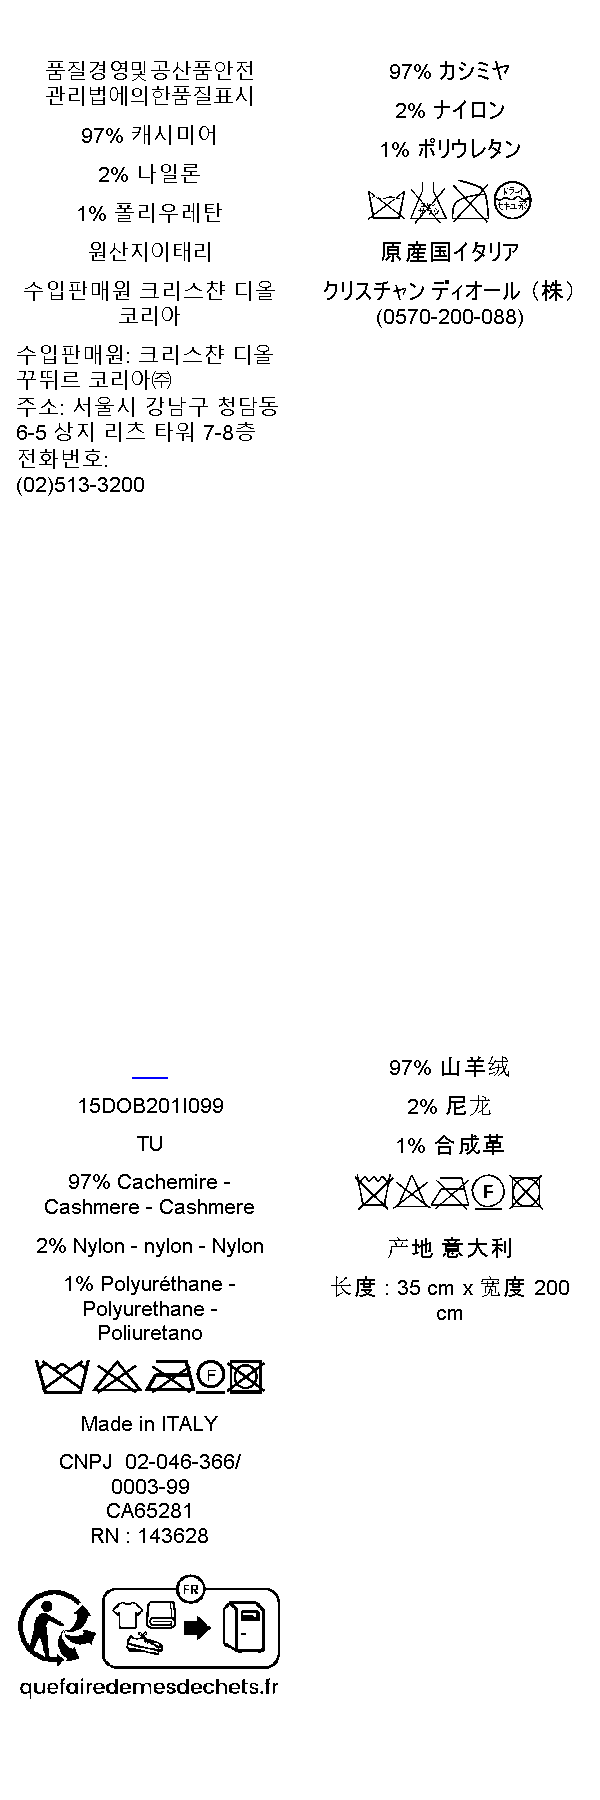 품질경영및공산품안전
관리법에의한품질표시
97% 캐시미어
2% 나일론
1% 폴리우레탄
원산지이태리
수입판매원 크리스챤 디올
코리아
수입판매원: 크리스챤 디올
꾸뛰르 코리아㈜
주소: 서울시 강남구 청담동
6-5 상지 리츠 타워 7-8층
전화번호:
(02)513-3200
97% カシミヤ
2% ナイロン
1% ポリウレタン
ドライ
セキユ系
原産国イタリア
クリスチャン ディオール（株）
(0570-200-088)
15DOB201I099
TU
97% Cachemire -
Cashmere - Cashmere
2% Nylon - nylon - Nylon
1% Polyuréthane -
Polyurethane -
Poliuretano
F
Made in ITALY
CNPJ 02-046-366/
0003-99
CA65281
RN : 143628
FR
quefairedemesdechets.fr
97% 山羊绒
2% 尼龙
1% 合成革
F
产地 意大利
长度 : 35 cm x 宽度 200
cm